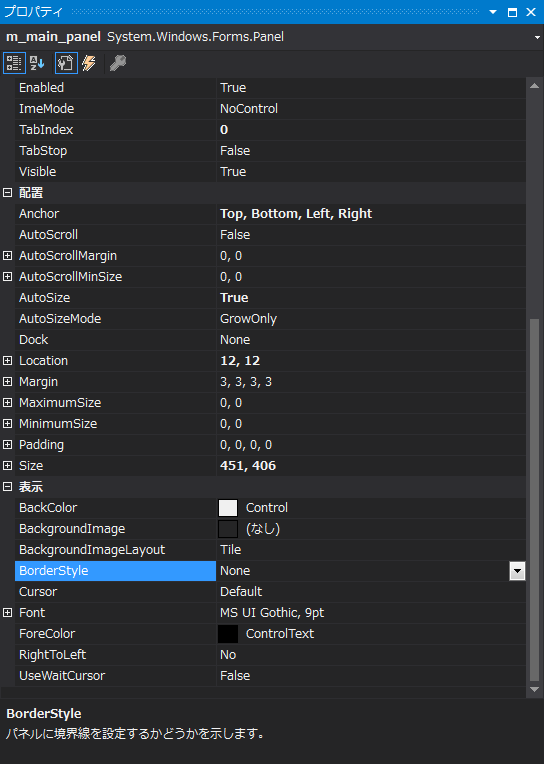 プロパティ
m_main_panel System.Windows.Forms.Panel
Enabled True
ImeMode NoControl
TabIndex 0
TabStop False
Visible True
配置
Anchor Top, Bottom, Left, Right
AutoScroll False
AutoScrollMargin 0, 0
AutoScrollMinSize 0, 0
AutoSize True
AutoSizeMode GrowOnly
Dock None
Location 12, 12
Margin 3, 3, 3, 3
MaximumSize 0, 0
MinimumSize 0, 0
Padding 0, 0, 0, 0
Size 451, 406
表示
BackColor Control
BackgroundImage (なし)
BackgroundImageLayout Tile
BorderStyle None
Cursor Default
Font MS UI Gothic, 9pt
ForeColor ControlText
RightToLeft No
UseWaitCursor False
BorderStyle
パネルに境界線を設定するかどうかを示します。